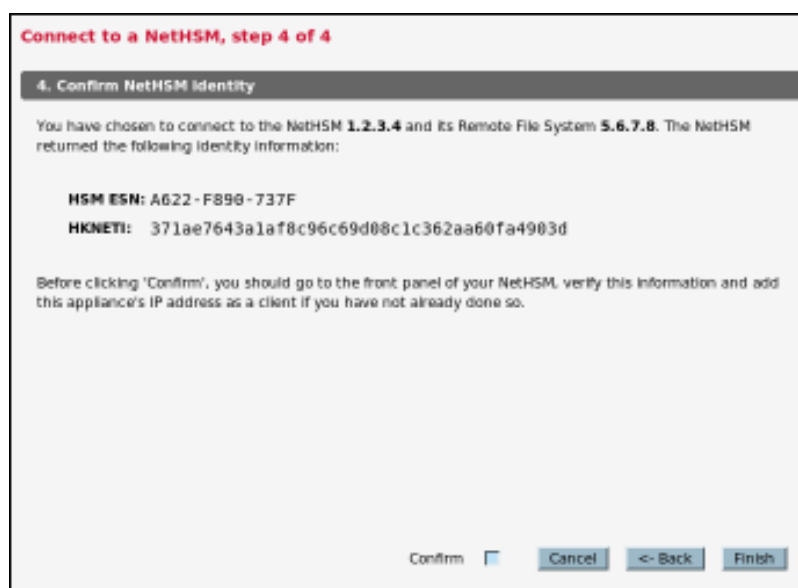 Connect to a NetHSM, step 4 of 4
4. Confirm NetHSM Identity
You have chosen to connect to the NetHSM 1.2.3.4 and its Remote File System 5.6.7.8. The NetHSM
returned the following identity information:
HSM ESN: A622-F890-737F
HKNETI: 371ae7643a1af8c96c69d08c1c362aa60fa4903d
Before clicking 'Confirm', you should go to the front panel of your NetHSM, verify this information and add
this appliance's IP address as a client if you have not already done so.
Confirm Cancel <- Back Finish